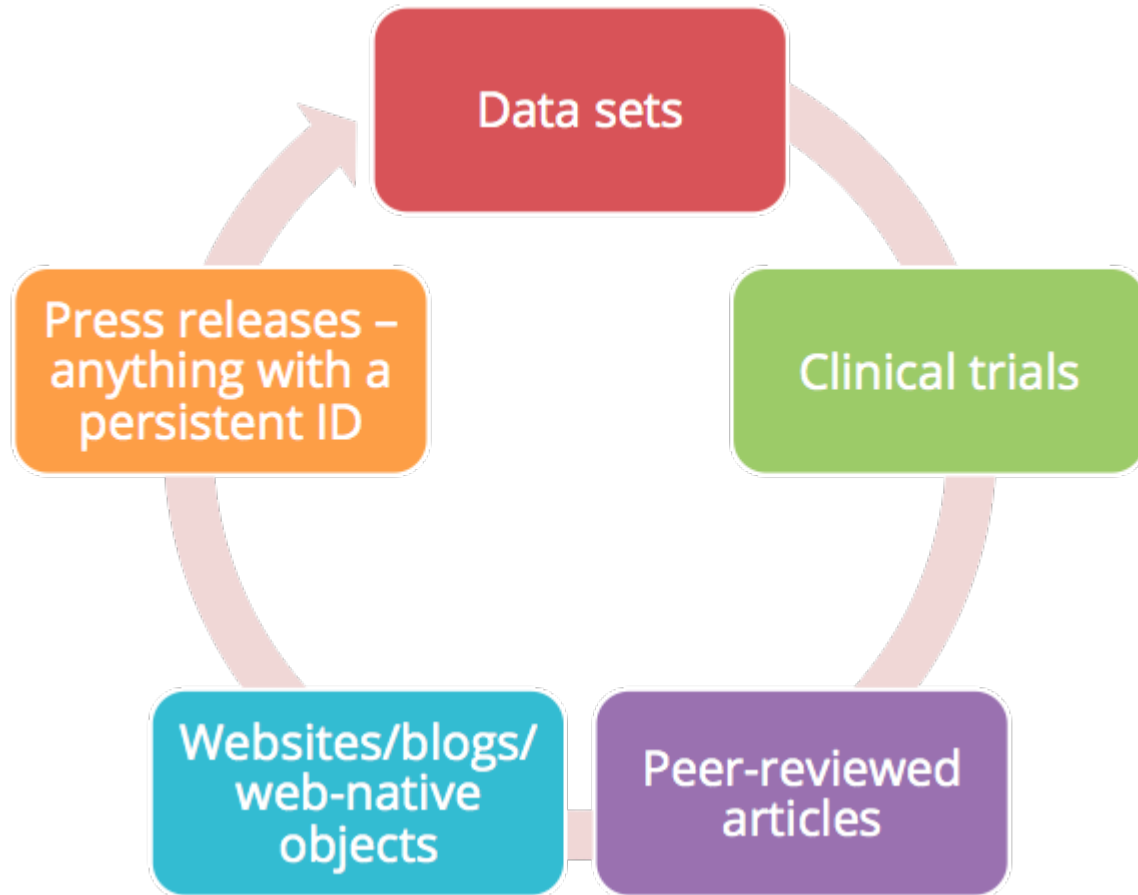 Data sets
Clinical trials
Peer-reviewed
articles
Websites/blogs/
web-native
objects
Press releases –
anything with a
persistent ID